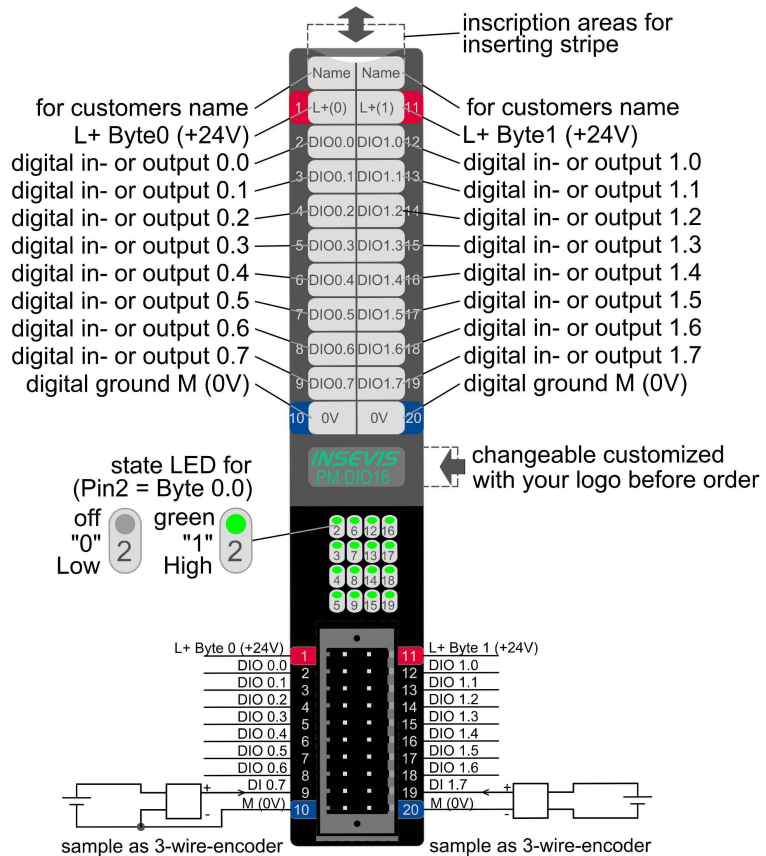 inscription areas for
inserting stripe
Name Name
for customers name
for customers name
1 L+(0) L+(1) 11
L+ Byte0 (+24V)
L+ Byte1 (+24V)
2 DIO0.0 DIO1.0 12
digital in- or output 0.0
digital in- or output 1.0
3 DIO0.1 DIO1.1 13
digital in- or output 0.1
digital in- or output 1.1
4 DIO0.2 DIO1.2 14
digital in- or output 0.2
digital in- or output 1.2
5 DIO0.3 DIO1.3 15
digital in- or output 0.3
digital in- or output 1.3
6 DIO0.4 DIO1.4 16
digital in- or output 0.4
digital in- or output 1.4
7 DIO0.5 DIO1.5 17
digital in- or output 0.5
digital in- or output 1.5
8 DIO0.6 DIO1.6 18
digital in- or output 0.6
digital in- or output 1.6
9 DIO0.7 DIO1.7 19
digital in- or output 0.7
digital in- or output 1.7
digital ground M (0V)
digital ground M (0V)
10 0V 0V 20
INSEVIS
PM DIO16
changeable customized
with your logo before order
state LED for
(Pin2 = Byte 0.0)
off green
"0" 2 "1" 2
Low High
2 6 12 16
3 7 13 17
4 8 14 18
5 9 15 19
L+ Byte 0 (+24V) 1 11 L+ Byte 1 (+24V)
DIO 0.0 2 12 DIO 1.0
DIO 0.1 3 13 DIO 1.1
DIO 0.2 4 14 DIO 1.2
DIO 0.3 5 15 DIO 1.3
DIO 0.4 6 16 DIO 1.4
DIO 0.5 7 17 DIO 1.5
DIO 0.6 8 18 DIO 1.6
+ DI 0.7 9 19 DI 1.7 +
- M (0V) 10 20 M (0V) -
sample as 3-wire-encoder
sample as 3-wire-encoder